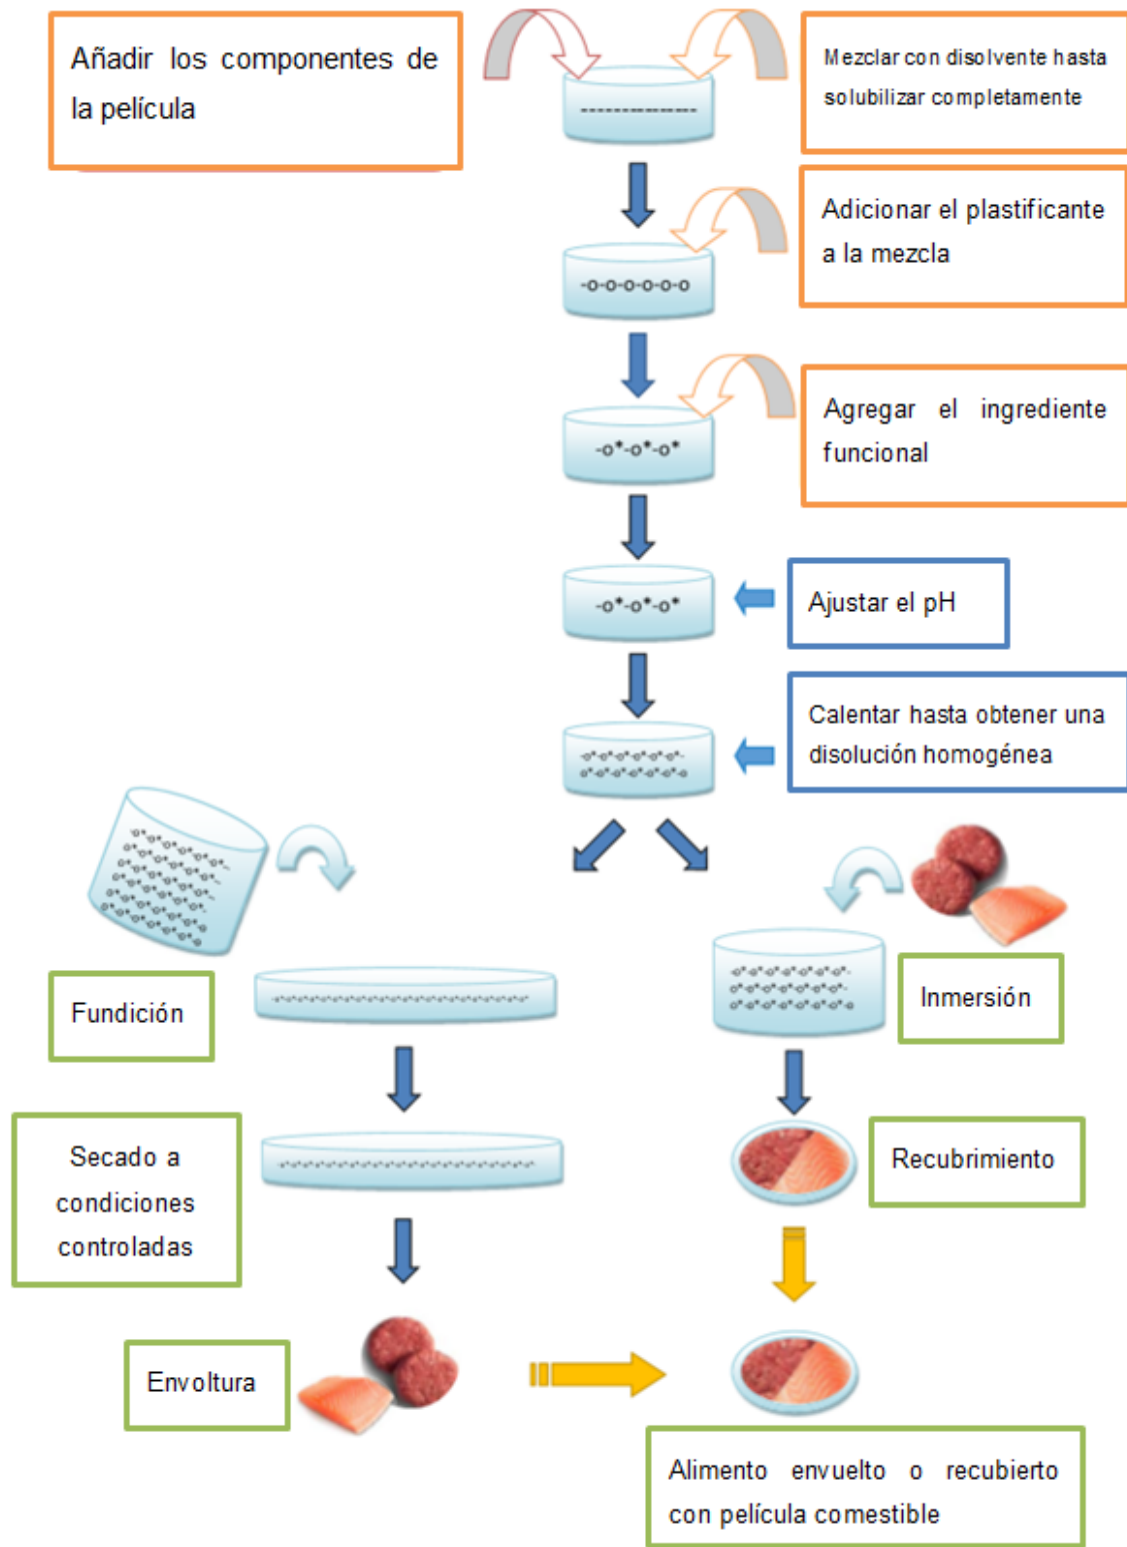 Añadir los componentes de
la película
Mezclar con disolvente hasta
solubilizar completamente
---------------
Adicionar el plastificante
a la mezcla
-o-o-o-o-o-o
Agregar el ingrediente
funcional
-o*-o*-o*
Ajustar el pH
-o*-o*-o*
Calentar hasta obtener una
disolución homogénea
-o*-o*-o*-o*-o*-o*-
o*-o*-o*-o*-o*-o*-o
Fundición
Inmersión
Secado a
condiciones
controladas
Recubrimiento
Envoltura
Alimento envuelto o recubierto
con película comestible